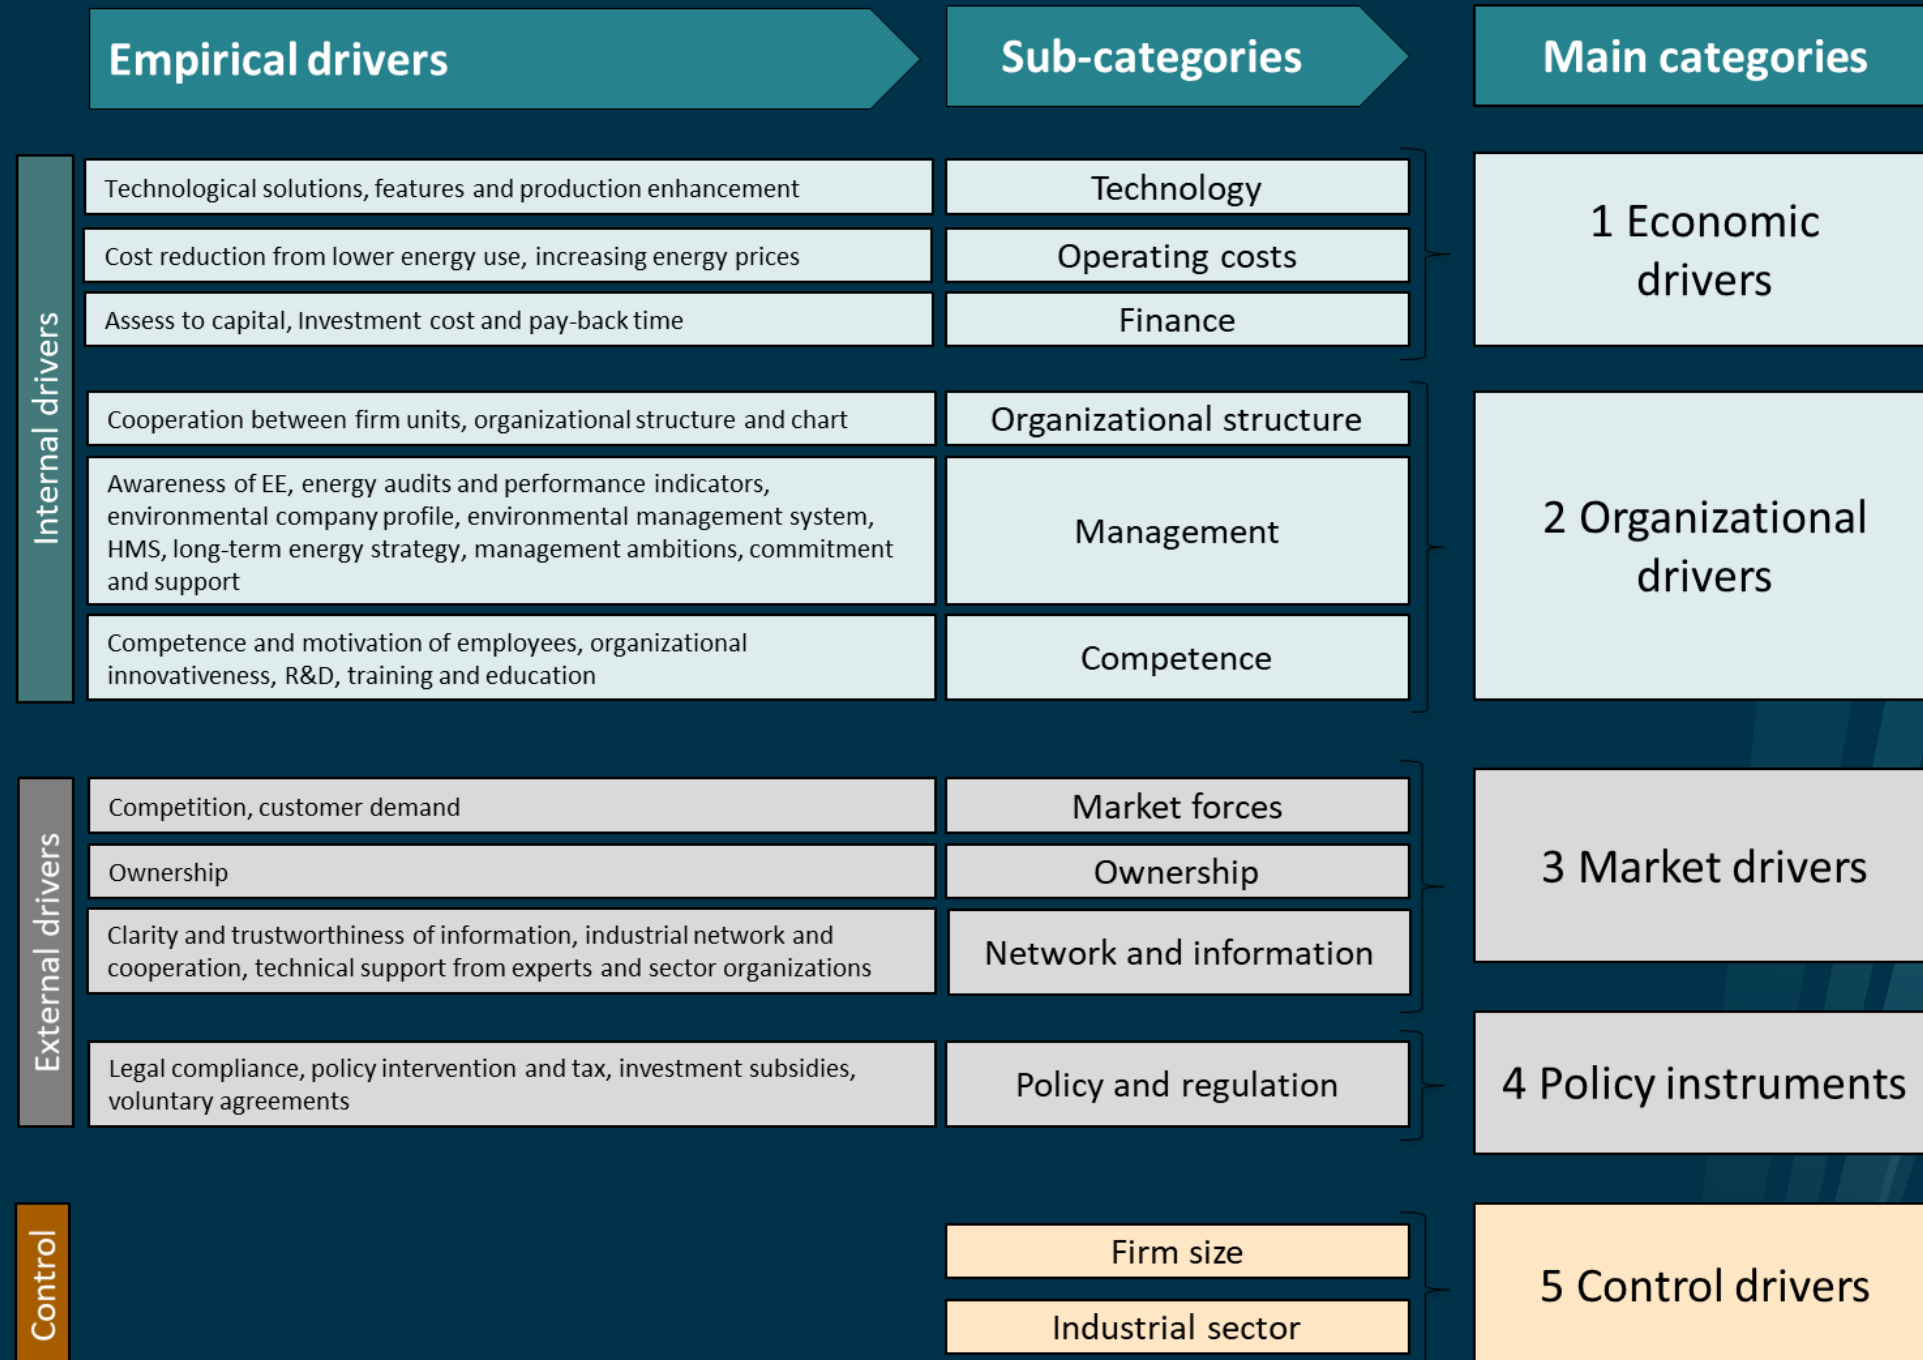 Empirical drivers
Sub-categories
Main categories
Internal drivers
Technological solutions, features and production enhancement
Technology
Cost reduction from lower energy use, increasing energy prices
Operating costs
Assess to capital, Investment cost and pay-back time
Finance
1 Economic
drivers
Cooperation between firm units, organizational structure and chart
Organizational structure
Awareness of EE, energy audits and performance indicators,
environmental company profile, environmental management system,
HMS, long-term energy strategy, management ambitions, commitment
and support
Management
Competence and motivation of employees, organizational
innovativeness, R&D, training and education
Competence
2 Organizational
drivers
External drivers
Competition, customer demand
Market forces
Ownership
Ownership
Clarity and trustworthiness of information, industrial network and
cooperation, technical support from experts and sector organizations
Network and information
3 Market drivers
Legal compliance, policy intervention and tax, investment subsidies,
voluntary agreements
Policy and regulation
4 Policy instruments
Control
Firm size
Industrial sector
5 Control drivers